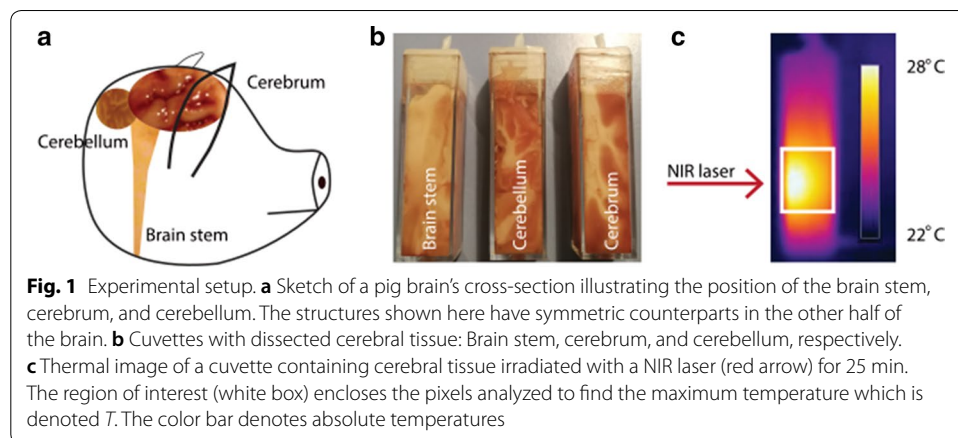 a
b
c
Cerebrum
Cerebellum
Brain stem
Brain stem
Cerebellum
Cerebrum
NIR laser
28°C
22°C
Fig. 1 Experimental setup. a Sketch of a pig brain's cross-section illustrating the position of the brain stem,
cerebrum, and cerebellum. The structures shown here have symmetric counterparts in the other half of
the brain. b Cuvettes with dissected cerebral tissue: Brain stem, cerebrum, and cerebellum, respectively.
c Thermal image of a cuvette containing cerebral tissue irradiated with a NIR laser (red arrow) for 25 min.
The region of interest (white box) encloses the pixels analyzed to find the maximum temperature which is
denoted T. The color bar denotes absolute temperatures